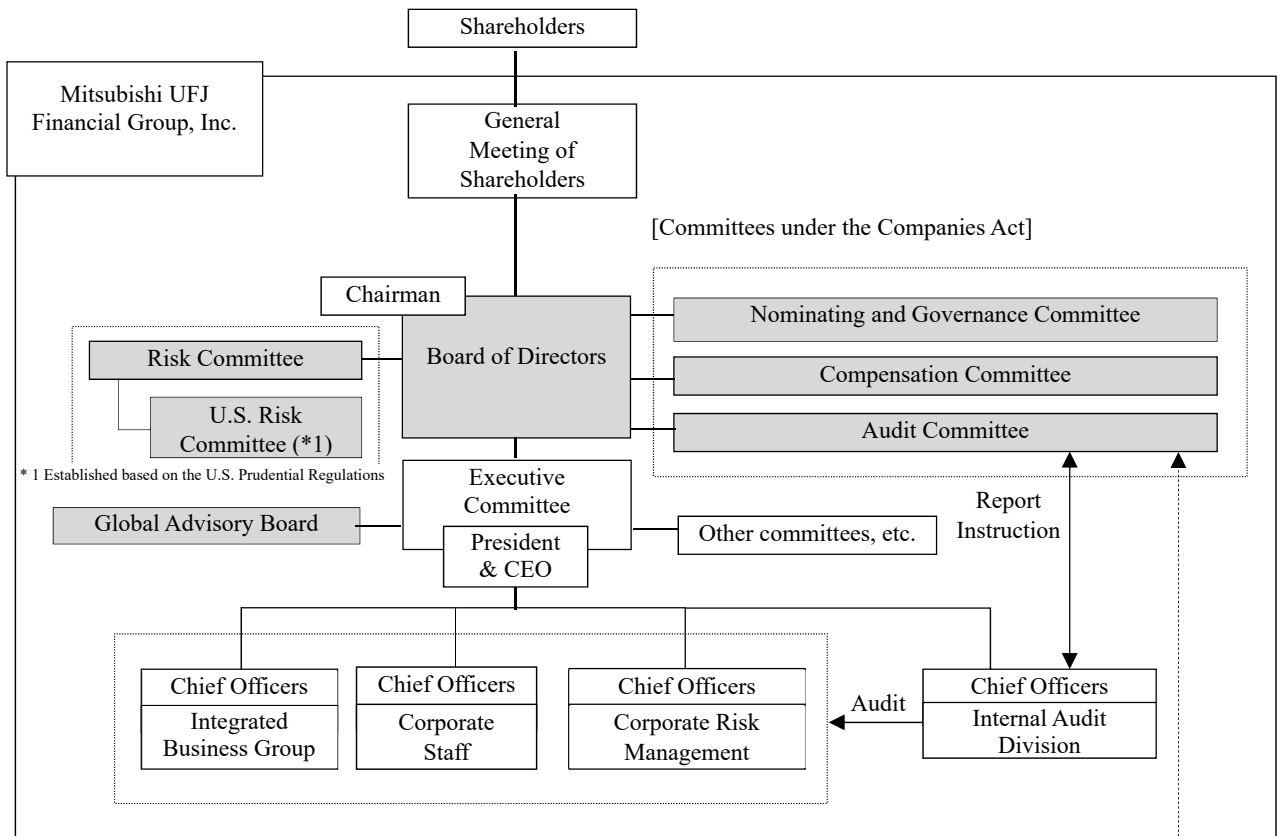 Shareholders
Mitsubishi UFJ
Financial Group, Inc.
General
Meeting of
Shareholders
[Committees under the Companies Act]
Chairman
Board of Directors
Nominating and Governance Committee
Compensation Committee
Audit Committee
Risk Committee
U.S. Risk
Committee (*1)
* 1 Established based on the U.S. Prudential Regulations
Executive
Committee
Global Advisory Board
President
& CEO
Other committees, etc.
Report
Instruction
Chief Officers
Integrated
Business Group
Chief Officers
Corporate
Staff
Chief Officers
Corporate Risk
Management
Audit
Chief Officers
Internal Audit
Division